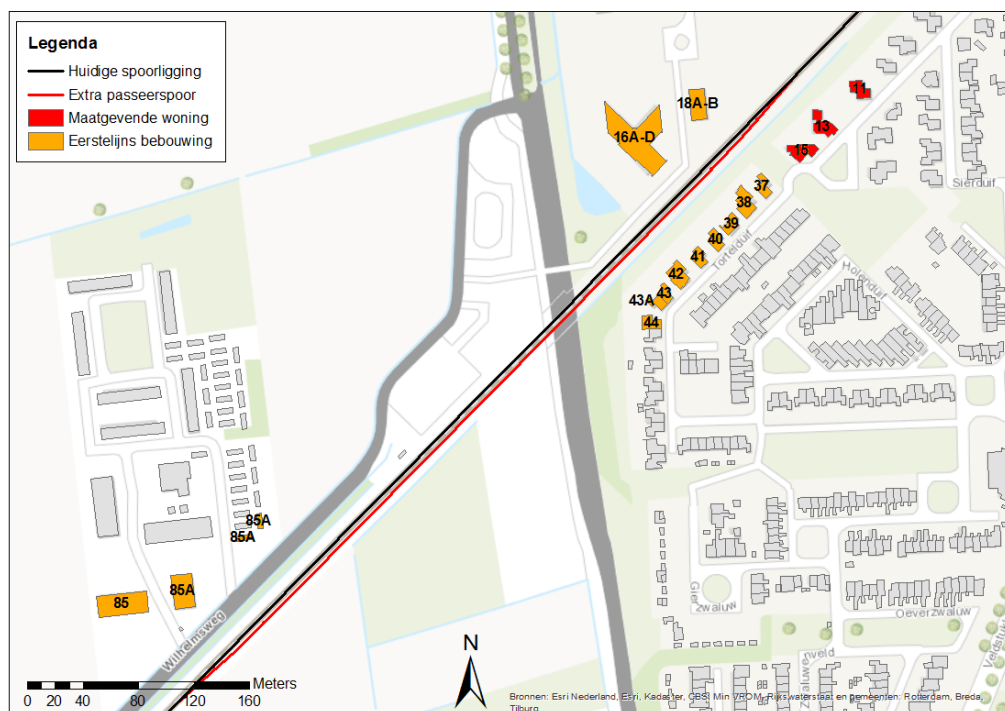 Legenda
Huidige spoorligging
Extra passeerspoor
Maatgevende woning
Eerstelijns bebouwing
18A-B
16A-D
11
13
15
37
38
39
40
41
42
43
43A
44
Sierduif
Tortelduif
Holenduif
85A
85A
85A
85
Wilhelmsweg
Gierzwaluw
Oeverzwaluw
Zwaluwenveld
N
Meters
0 20 40 80 120 160
Bronnen: Esri Nederland, Esri, Kadaster, CBS, Min VROM, Rijkswaterstaat en gemeenten: Rotterdam, Breda,
Tilburg